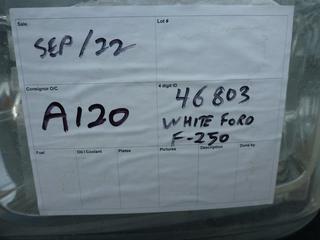 Sale Lot #
SEP/22
Consignor O/C 4 digit ID
A120 46803
WHITE FORD
F-250
Fuel Oil / Coolant Plates Pictures Description Done by